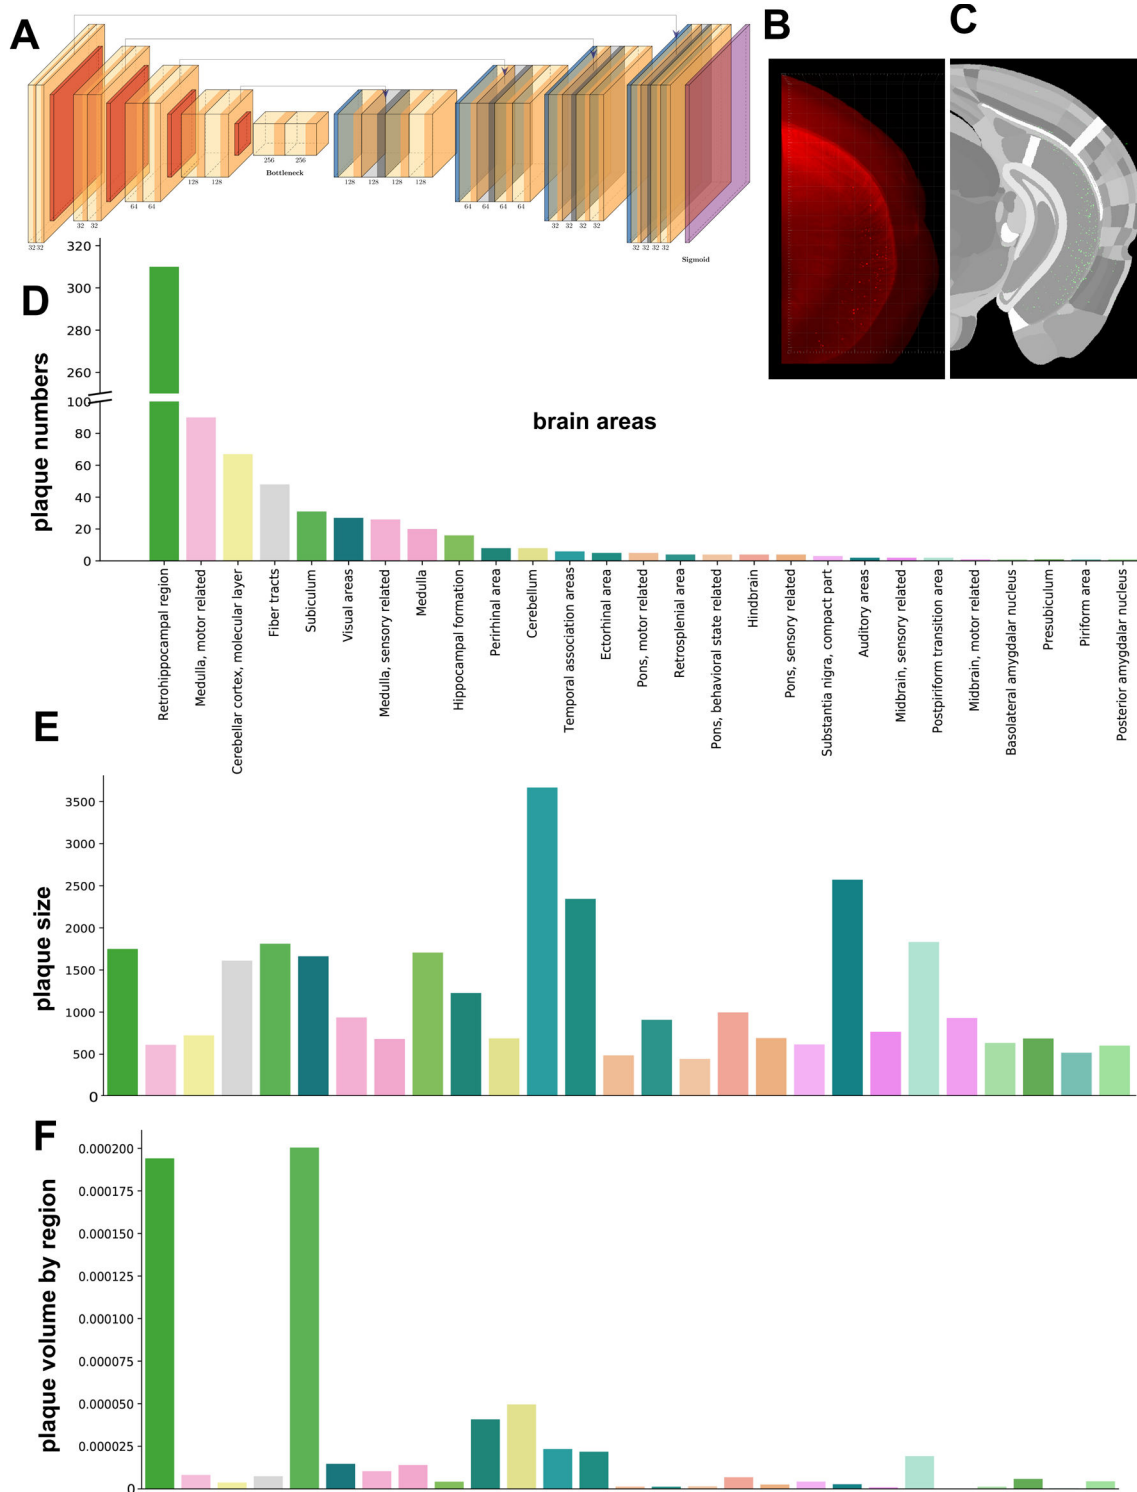 A
B
C
32 32
32 32
64 64
128 128
256 256
Bottleneck
128 128 128 128
64 64 64 64
32 32 32 32
32 32 32 32
Sigmoid
D
plaque numbers
320
300
280
260
100
80
60
40
20
0
brain areas
Retrohippocampal region
Medulla, motor related
Cerebellar cortex, molecular layer
Fiber tracts
Subiculum
Visual areas
Medulla, sensory related
Medulla
Hippocampal formation
Perirhinal area
Cerebellum
Temporal association areas
Ectorhinal area
Pons, motor related
Retrosplenial area
Pons, behavioral state related
Hindbrain
Pons, sensory related
Substantia nigra, compact part
Auditory areas
Midbrain, sensory related
Postpiriform transition area
Midbrain, motor related
Basolateral amygdalar nucleus
Presubiculum
Piriform area
Posterior amygdalar nucleus
E
plaque size
3500
3000
2500
2000
1500
1000
500
0
F
plaque volume by region
0.000200
0.000175
0.000150
0.000125
0.000100
0.000075
0.000050
0.000025
0